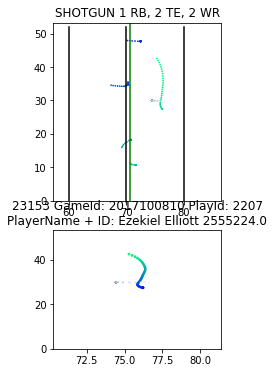 SHOTGUN 1 RB, 2 TE, 2 WR
50
40
30
20
10
0
60 70 80
23153 GameId: 2017100810 PlayId: 2207
PlayerName + ID: Ezekiel Elliott 2555224.0
40
20
0
72.5 75.0 77.5 80.0